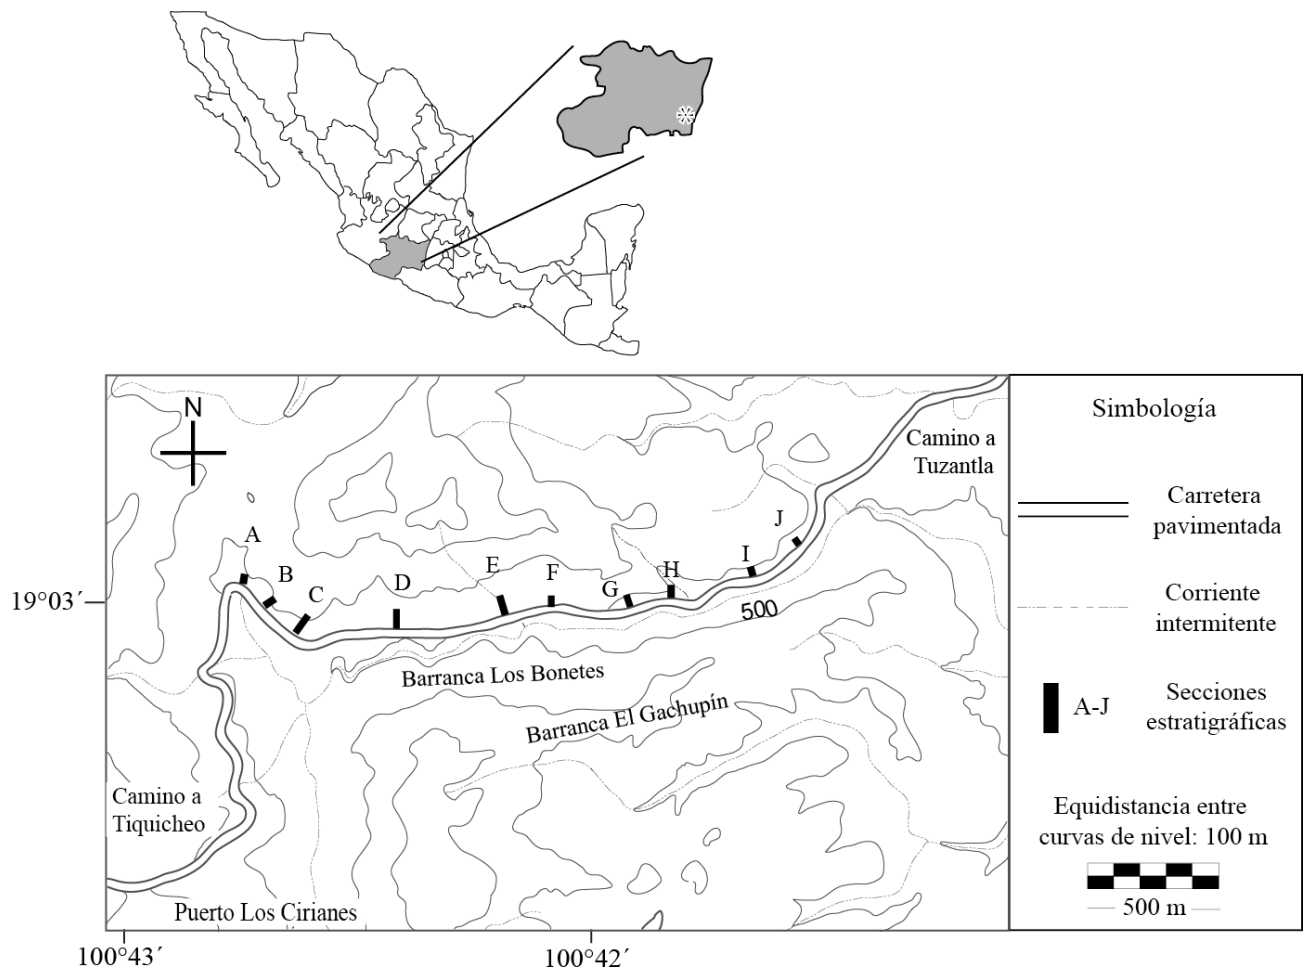 N
Camino a
Tuzantla
A
B
C
D
E
F
G
H
I
J
19°03´
500
Barranca Los Bonetes
Barranca El Gachupín
Camino a
Tiquicheo
Puerto Los Cirianes
100°43´
100°42´
Simbología
Carretera
pavimentada
Corriente
intermitente
A-J
Secciones
estratigráficas
Equidistancia entre
curvas de nivel: 100 m
500 m